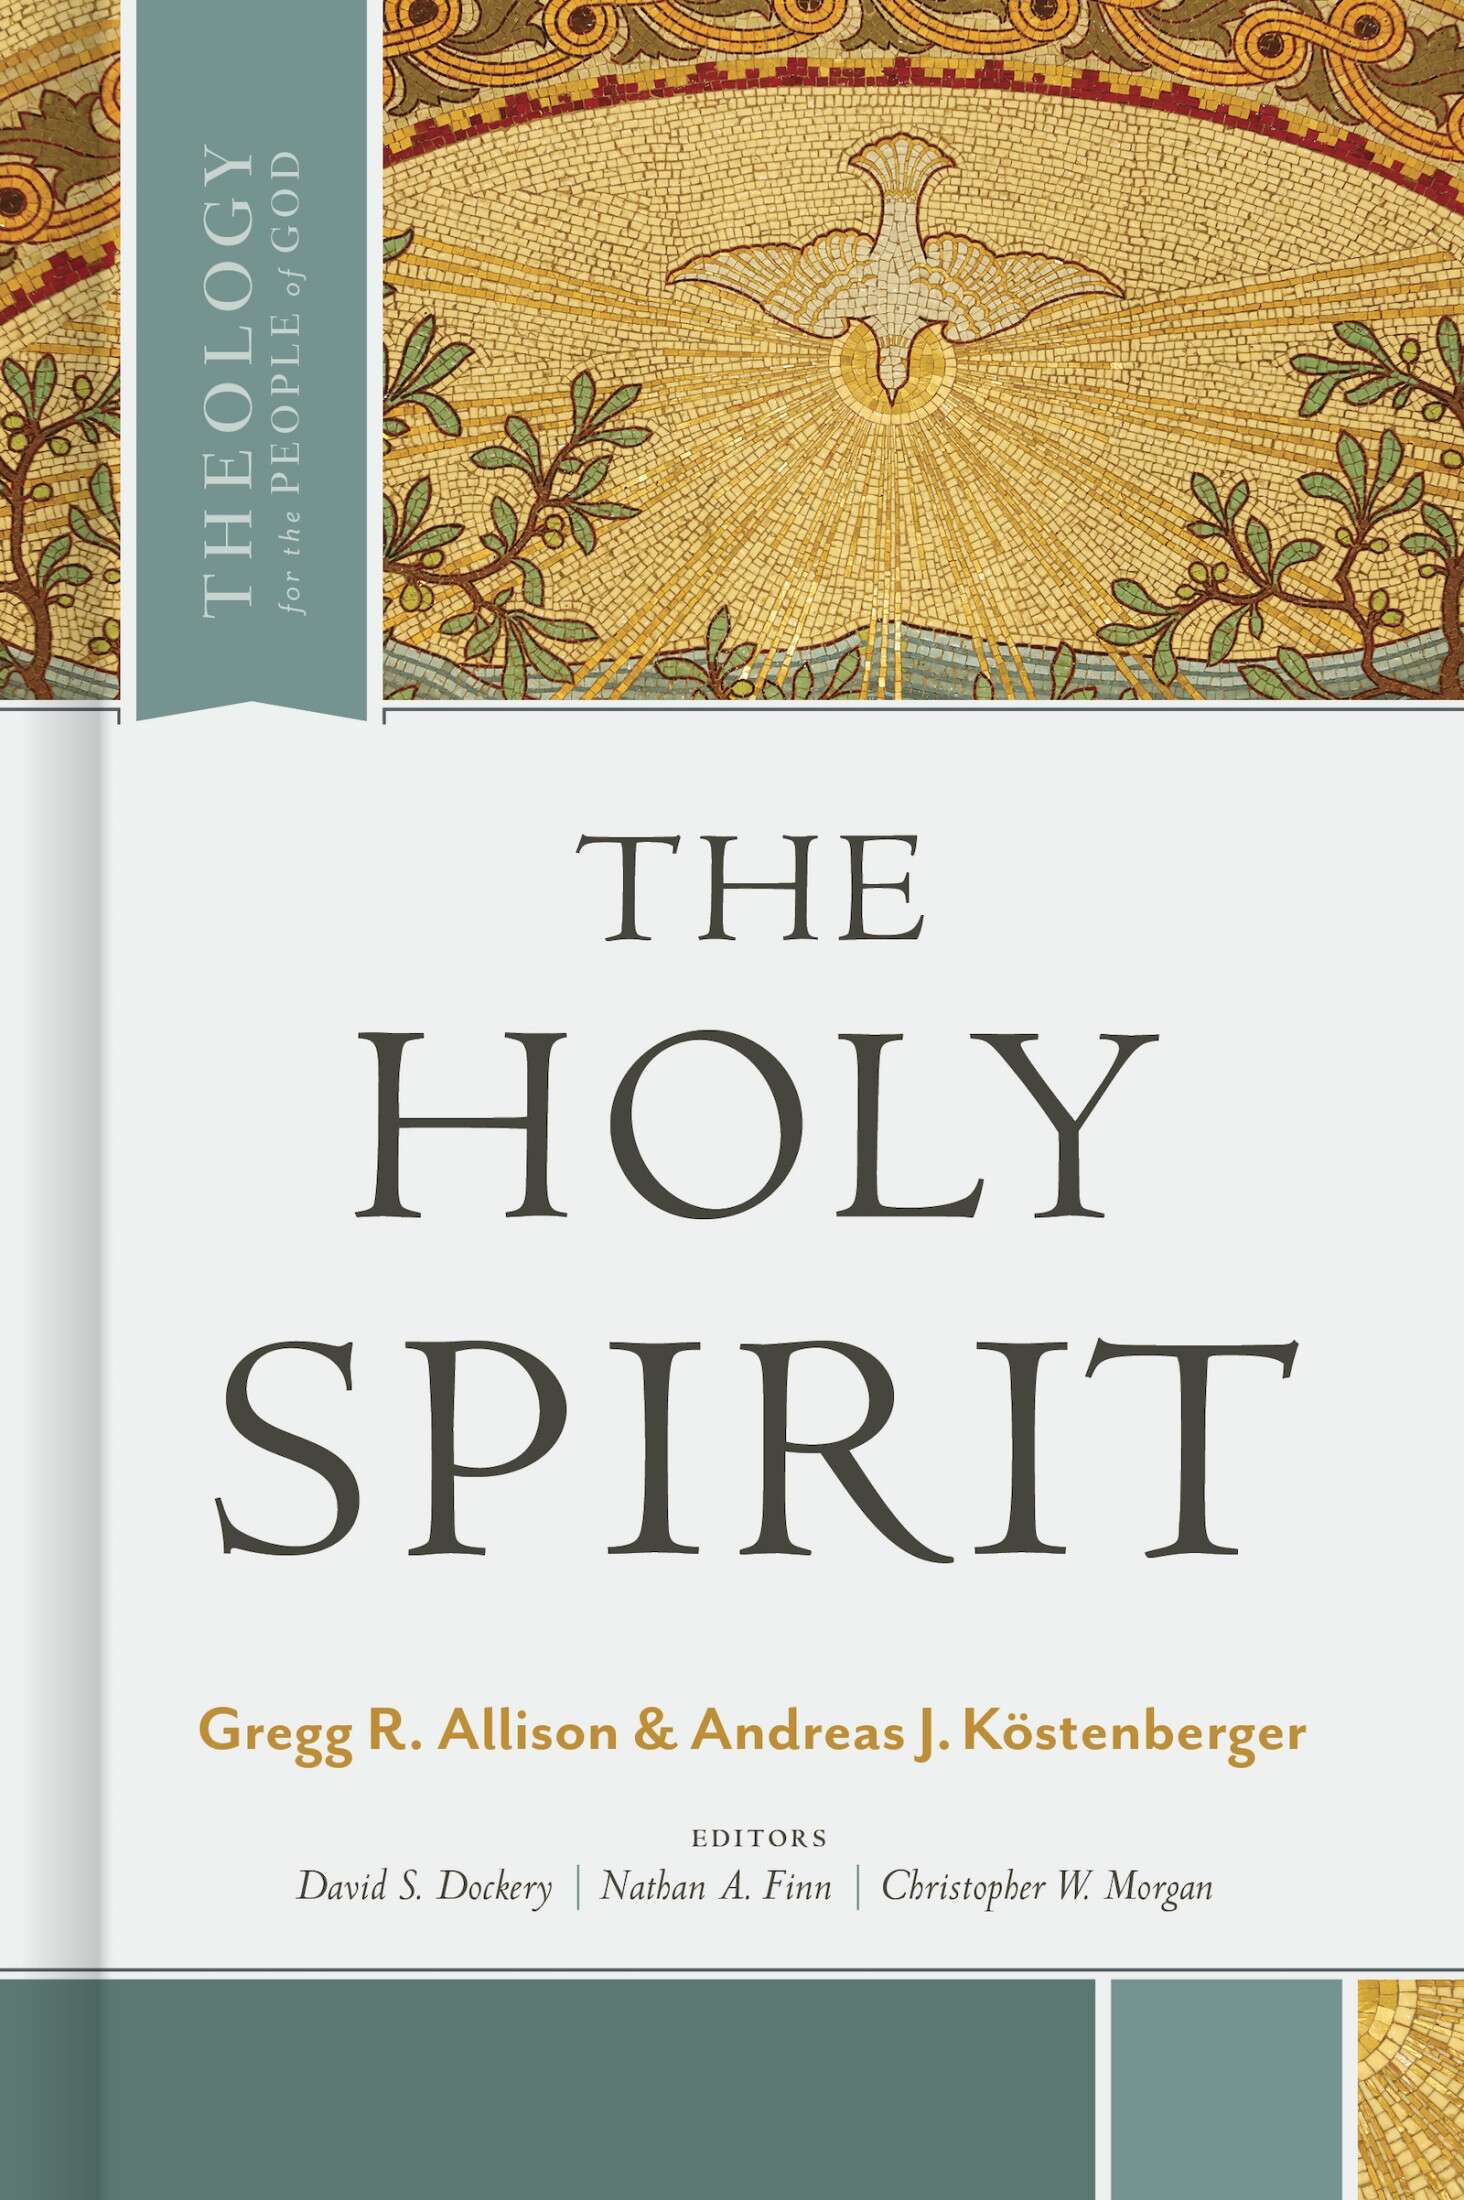 THEOLOGY
for the PEOPLE of GOD
THE
HOLY
SPIRIT
Gregg R. Allison & Andreas J. Köstenberger
EDITORS
David S. Dockery | Nathan A. Finn | Christopher W. Morgan